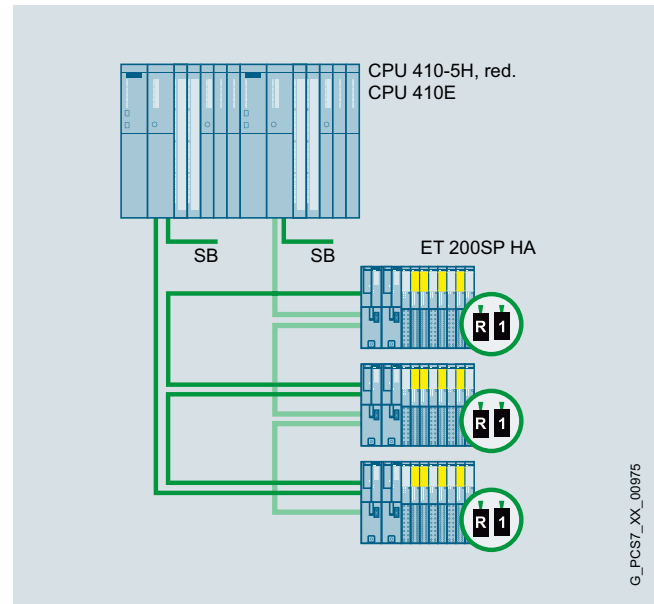 CPU 410-5H, red.
CPU 410E
SB
SB
ET 200SP HA
R 1
R 1
R 1
G_PCS7_XX_00975